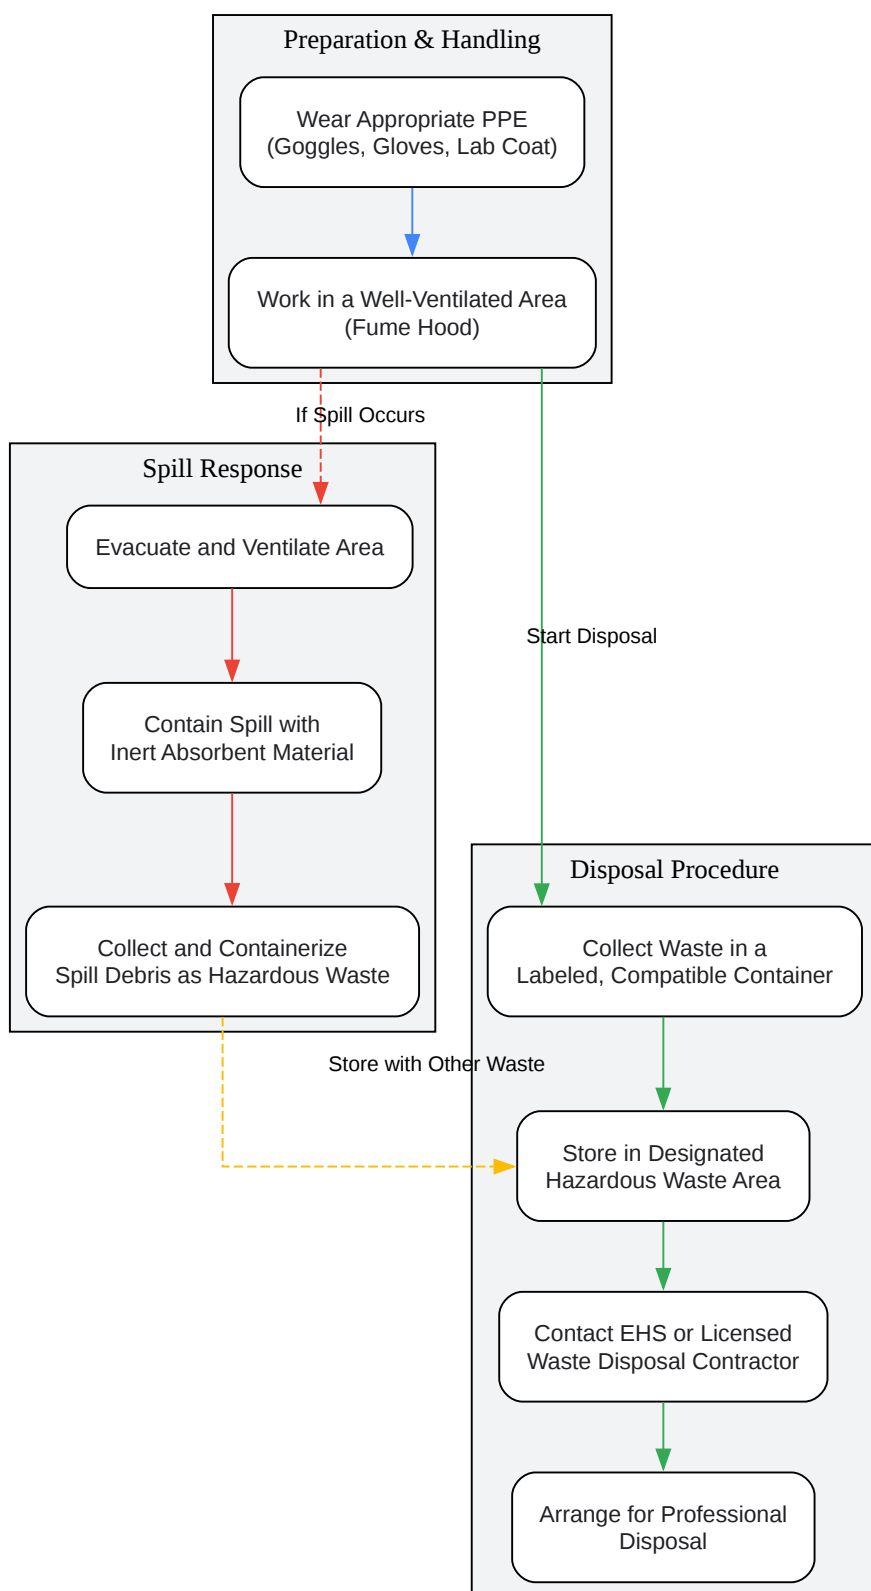 Preparation & Handling
Wear Appropriate PPE
(Goggles, Gloves, Lab Coat)
Work in a Well-Ventilated Area
(Fume Hood)
If Spill Occurs
Spill Response
Evacuate and Ventilate Area
Start Disposal
Contain Spill with
Inert Absorbent Material
Disposal Procedure
Collect and Containerize
Spill Debris as Hazardous Waste
Collect Waste in a
Labeled, Compatible Container
Store with Other Waste
Store in Designated
Hazardous Waste Area
Contact EHS or Licensed
Waste Disposal Contractor
Arrange for Professional
Disposal